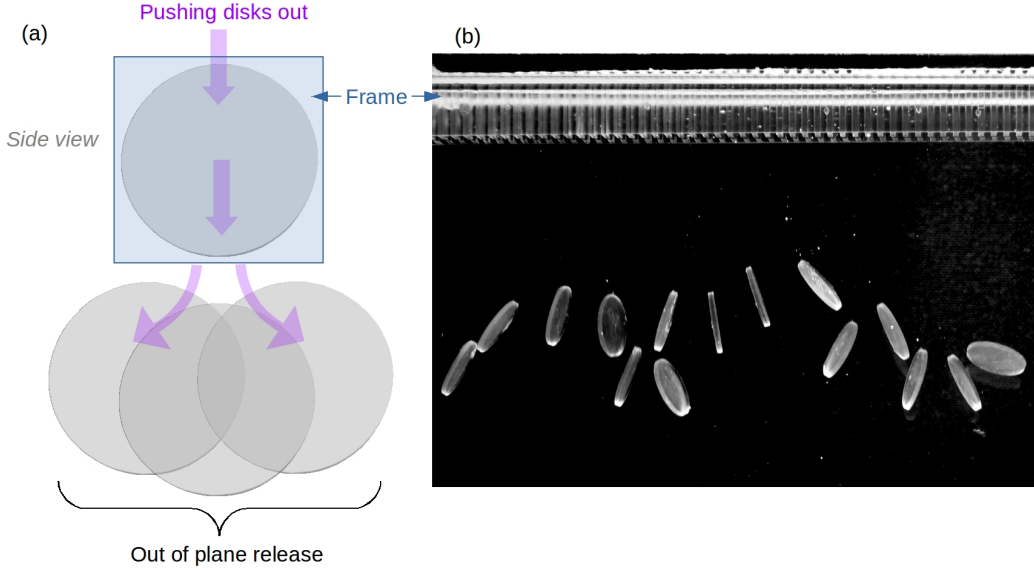 Pushing disks out
(a)
(b)
Frame
Side view
Out of plane release